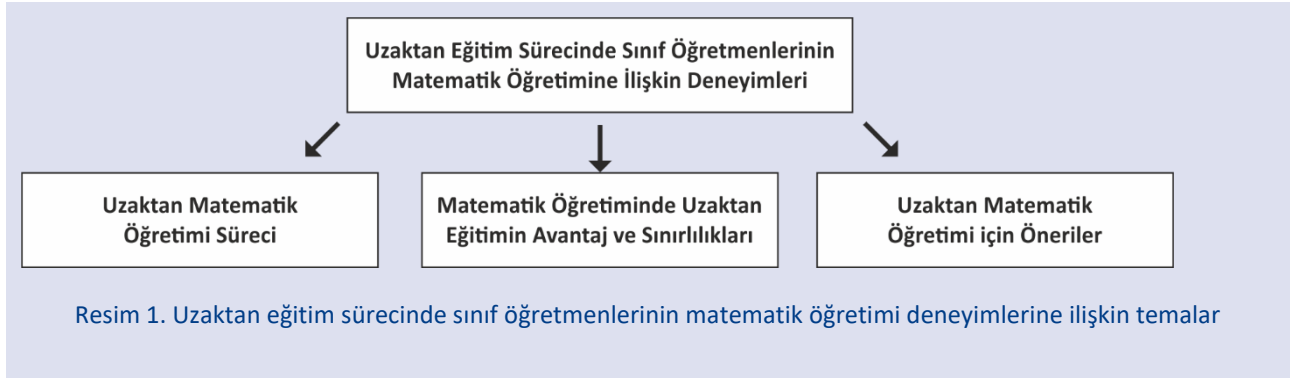 Uzaktan Eğitim Sürecinde Sınıf Öğretmenlerinin
Matematik Öğretimine İlişkin Deneyimleri
Uzaktan Matematik
Öğretimi Süreci
Matematik Öğretiminde Uzaktan
Eğitimin Avantaj ve Sınırlılıkları
Uzaktan Matematik
Öğretimi için Öneriler
Resim 1. Uzaktan eğitim sürecinde sınıf öğretmenlerinin matematik öğretimi deneyimlerine ilişkin temalar